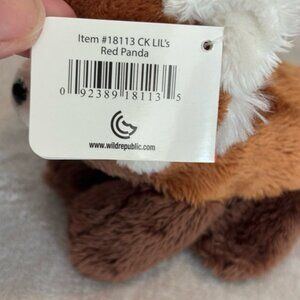 Item #18113 CK LIL's
Red Panda
0 92389 18113 5
www.wildrepublic.com